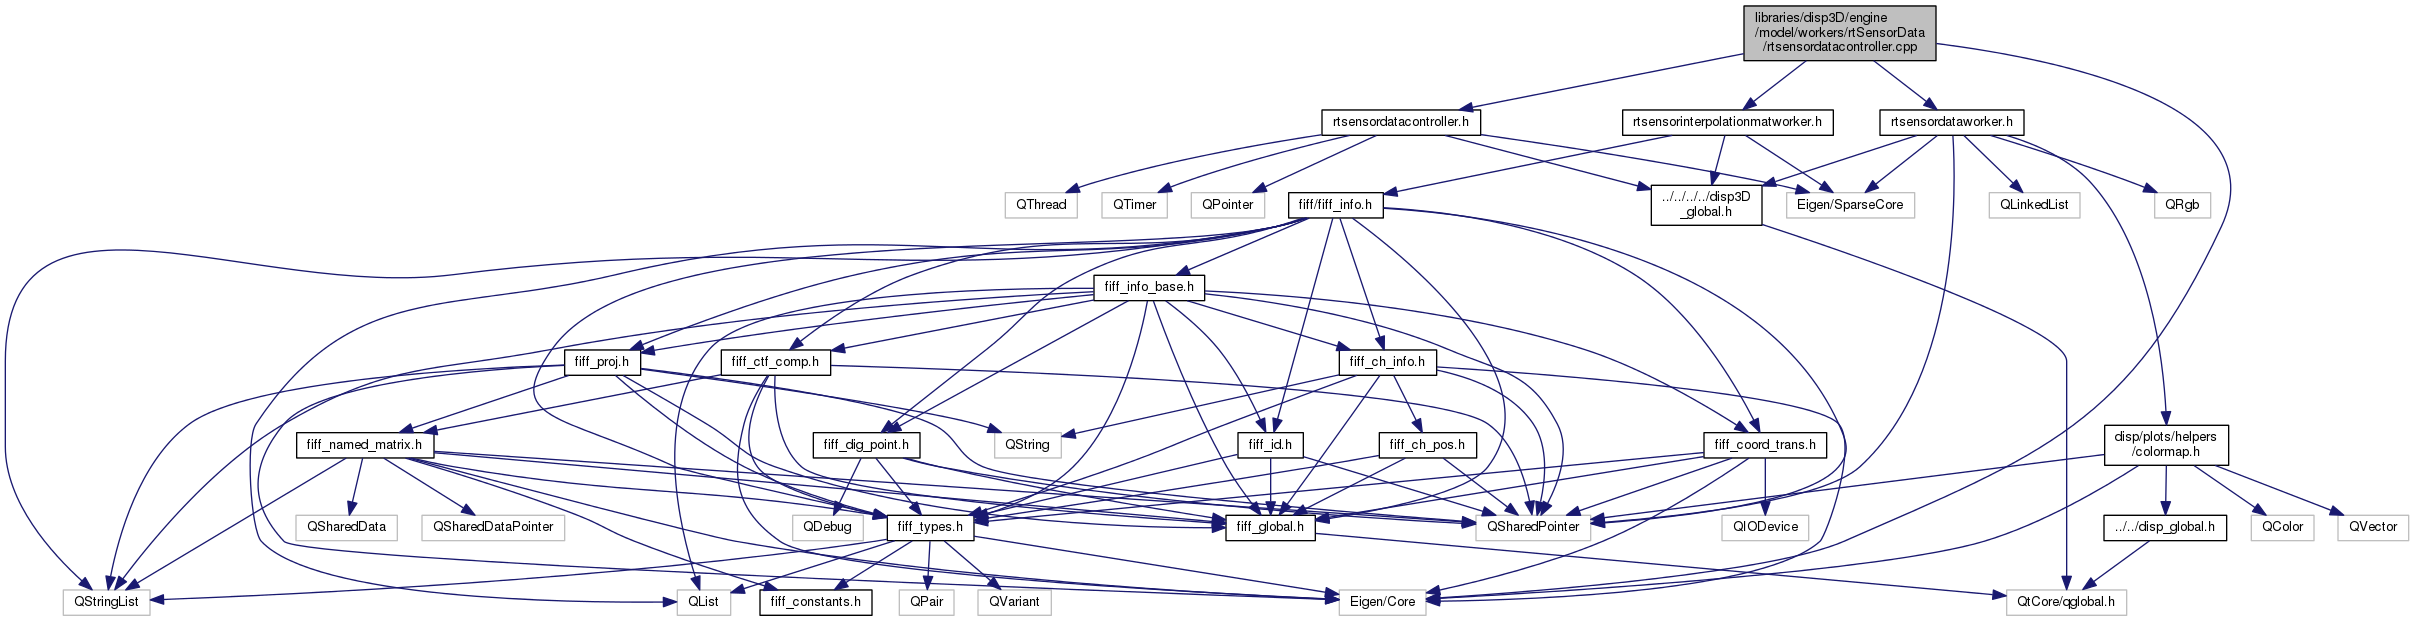 libraries/disp3D/engine
/model/workers/rtSensorData
/rtsensordatacontroller.cpp
rtsensordatacontroller.h
rtsensorinterpolationmatworker.h
rtsensordataworker.h
QThread
QTimer
QPointer
fiff/fiff_info.h
../../../../disp3D
_global.h
Eigen/SparseCore
QLinkedList
QRgb
fiff_info_base.h
fiff_proj.h
fiff_ctf_comp.h
fiff_ch_info.h
fiff_named_matrix.h
fiff_dig_point.h
QString
fiff_id.h
fiff_ch_pos.h
fiff_coord_trans.h
disp/plots/helpers
/colormap.h
QSharedData
QSharedDataPointer
QDebug
fiff_types.h
fiff_global.h
QSharedPointer
QIODevice
../../disp_global.h
QColor
QVector
QStringList
QList
fiff_constants.h
QPair
QVariant
Eigen/Core
QtCore/qglobal.h